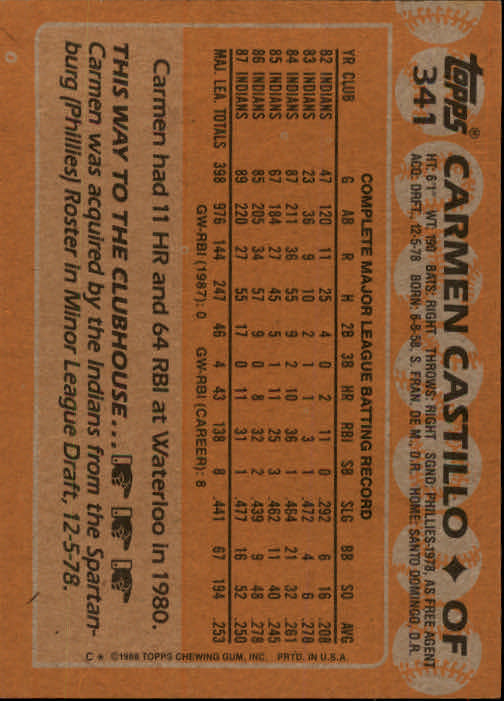 topps® CARMEN CASTILLO ♦ OF
341
HT: 6'1" WT: 190 BATS: RIGHT THROWS: RIGHT SGND: PHILLIES-1978, AS FREE AGENT
ACQ: DRAFT, 12-5-78 BORN: 6-8-58, S. FRAN. DE M., D.R. HOME: SANTO DOMINGO, D.R.
COMPLETE MAJOR LEAGUE BATTING RECORD
YR CLUB G AB R H 2B 3B HR RBI SB SLG BB SO AVG
82 INDIANS 47 120 11 25 4 0 2 11 0 .292 6 16 .208
83 INDIANS 23 36 9 10 2 1 1 3 1 .472 4 6 .278
84 INDIANS 87 211 36 55 9 2 10 36 1 .464 21 32 .261
85 INDIANS 67 184 27 45 5 1 11 25 3 .462 11 40 .245
86 INDIANS 85 205 34 57 9 0 8 32 2 .439 9 48 .278
87 INDIANS 89 220 27 55 17 0 11 31 1 .477 16 52 .250
MAJ. LEA. TOTALS 398 976 144 247 46 4 43 138 8 .441 67 194 .253
GW-RBI (1987): 0 GW-RBI (CAREER): 8
Carmen had 11 HR and 64 RBI at Waterloo in 1980.
THIS WAY TO THE CLUBHOUSE...
Carmen was acquired by the Indians from the Spartan-
burg (Phillies) Roster in Minor League Draft, 12-5-78.
C* ©1988 TOPPS CHEWING GUM, INC. PRTD. IN U.S.A.